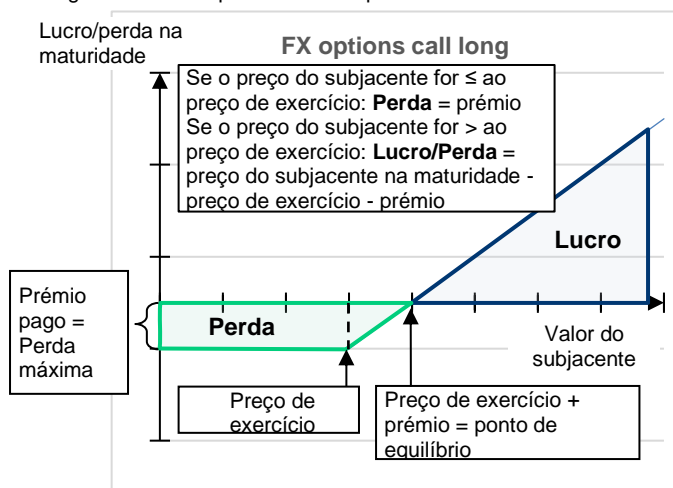 Lucro/perda na
maturidade
FX options call long
Se o preço do subjacente for ≤ ao
preço de exercício: Perda = prémio
Se o preço do subjacente for > ao
preço de exercício: Lucro/Perda =
preço do subjacente na maturidade -
preço de exercício - prémio
Lucro
Prémio
pago =
Perda
máxima
Perda
Valor do
subjacente
Preço de
exercício
Preço de exercício +
prémio = ponto de
equilíbrio